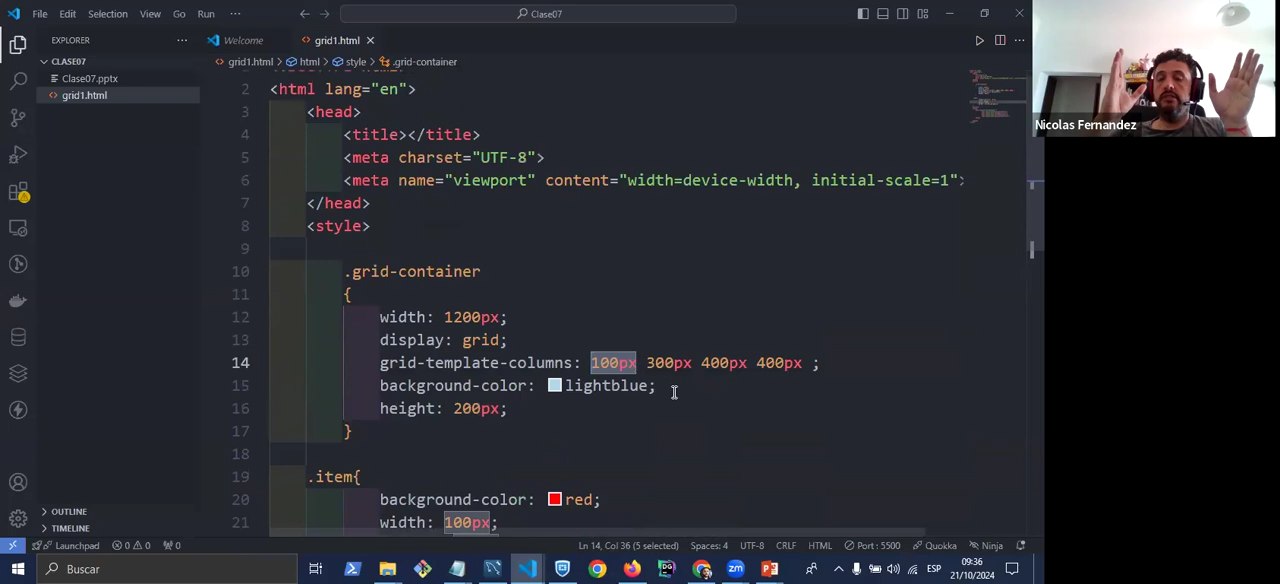 File Edit Selection View Go Run ···
Clase07
EXPLORER
Welcome
grid1.html
CLASE07
Clase07.pptx
grid1.html
grid1.html > html > style > .grid-container
2 <html lang="en">
3 <head>
4 <title></title>
5 <meta charset="UTF-8">
6 <meta name="viewport" content="width=device-width, initial-scale=1">
7 </head>
8 <style>
9
10 .grid-container
11 {
12 width: 1200px;
13 display: grid;
14 grid-template-columns: 100px 300px 400px 400px ;
15 background-color: lightblue;
16 height: 200px;
17 }
18
19 .item{
20 background-color: red;
21 width: 100px;
Nicolas Fernandez
OUTLINE
TIMELINE
Launchpad 0 0 0 Ln 14, Col 36 (5 selected) Spaces: 4 UTF-8 CRLF HTML Port : 5500 Quokka Ninja
Buscar
ESP
09:36
21/10/2024